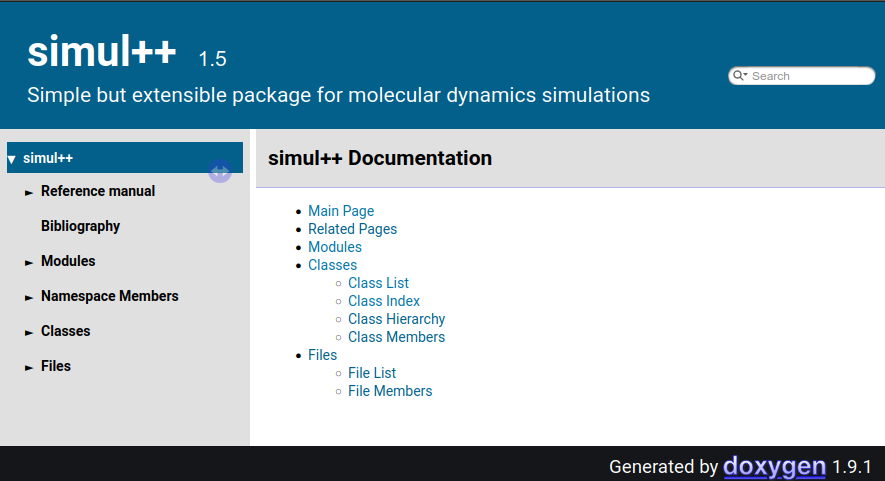 simul++ 1.5
Simple but extensible package for molecular dynamics simulations
Search
simul++
Reference manual
Bibliography
Modules
Namespace Members
Classes
Files
simul++ Documentation
Main Page
Related Pages
Modules
Classes
Class List
Class Index
Class Hierarchy
Class Members
Files
File List
File Members
Generated by doxygen 1.9.1